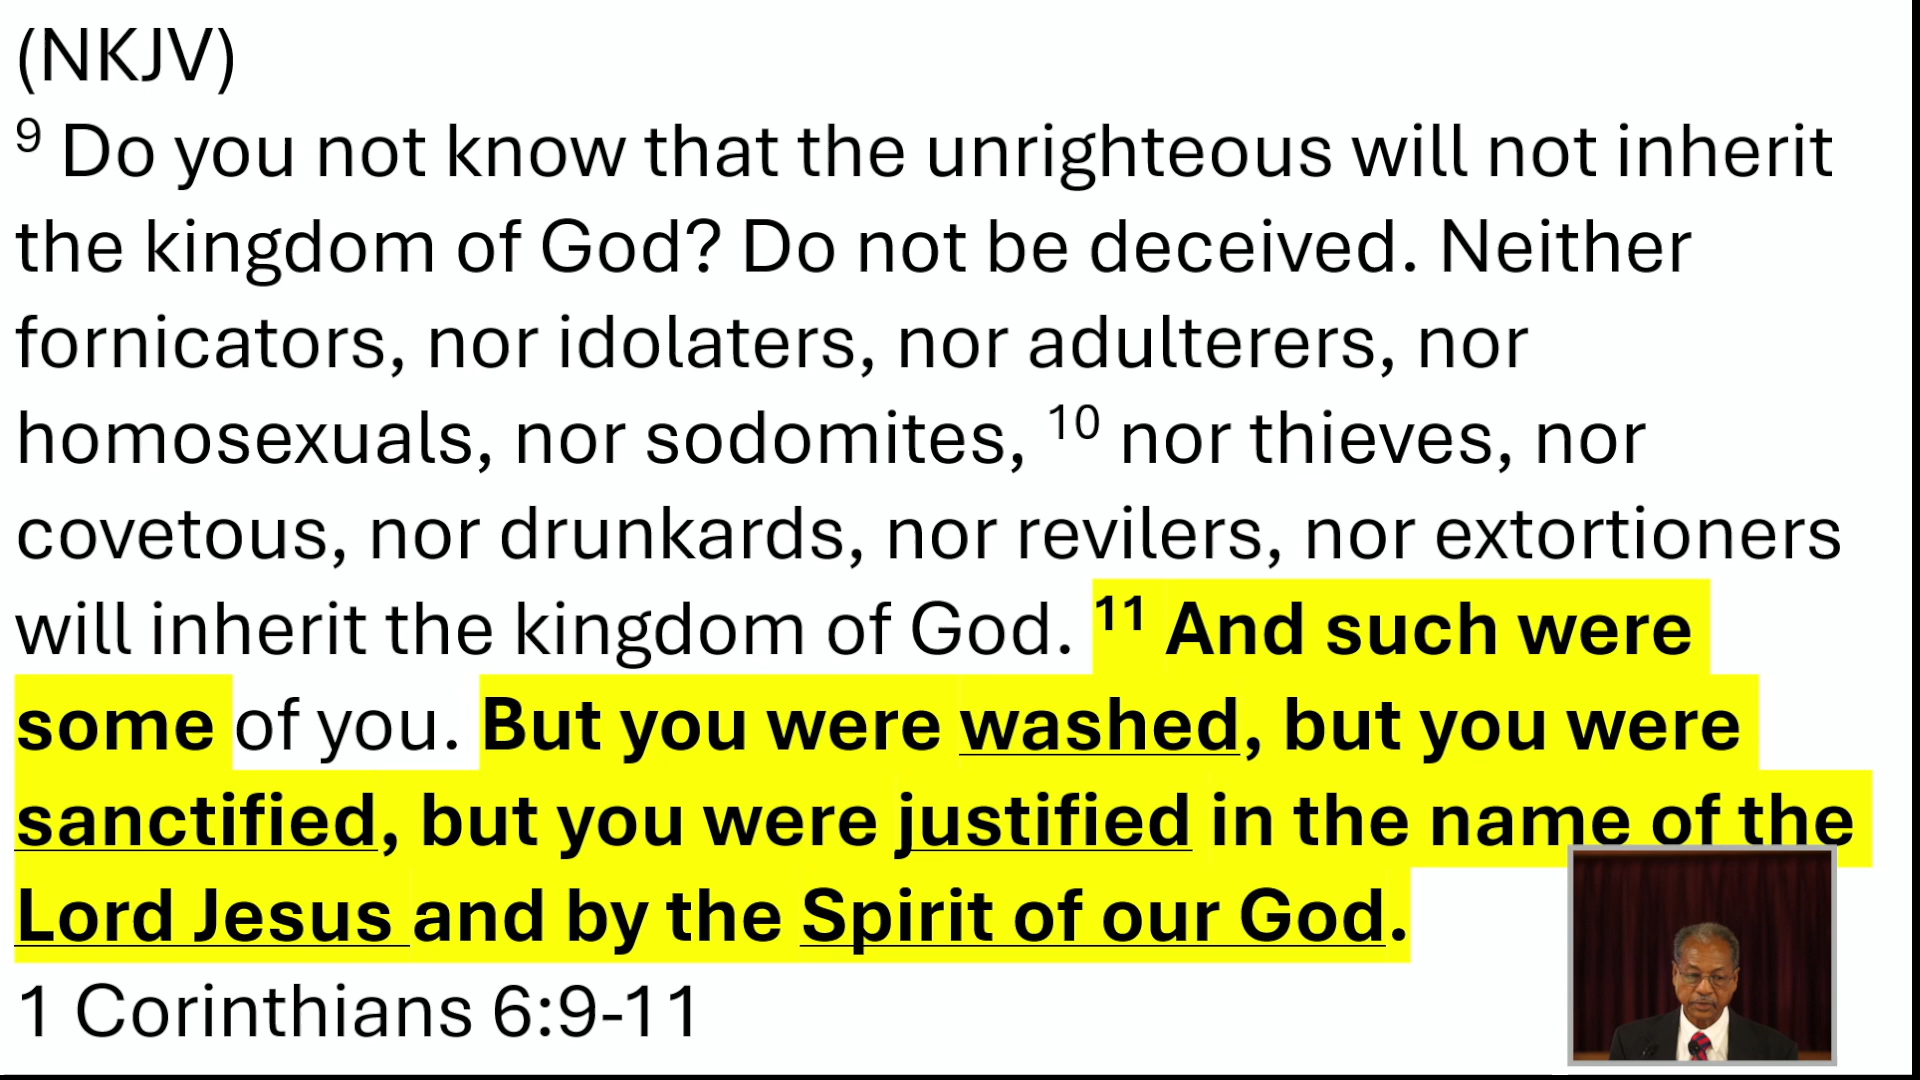 (NKJV)
9 Do you not know that the unrighteous will not inherit
the kingdom of God? Do not be deceived. Neither
fornicators, nor idolaters, nor adulterers, nor
homosexuals, nor sodomites, 10 nor thieves, nor
covetous, nor drunkards, nor revilers, nor extortioners
will inherit the kingdom of God. 11 And such were
some of you. But you were washed, but you were
sanctified, but you were justified in the name of the
Lord Jesus and by the Spirit of our God.
1 Corinthians 6:9-11